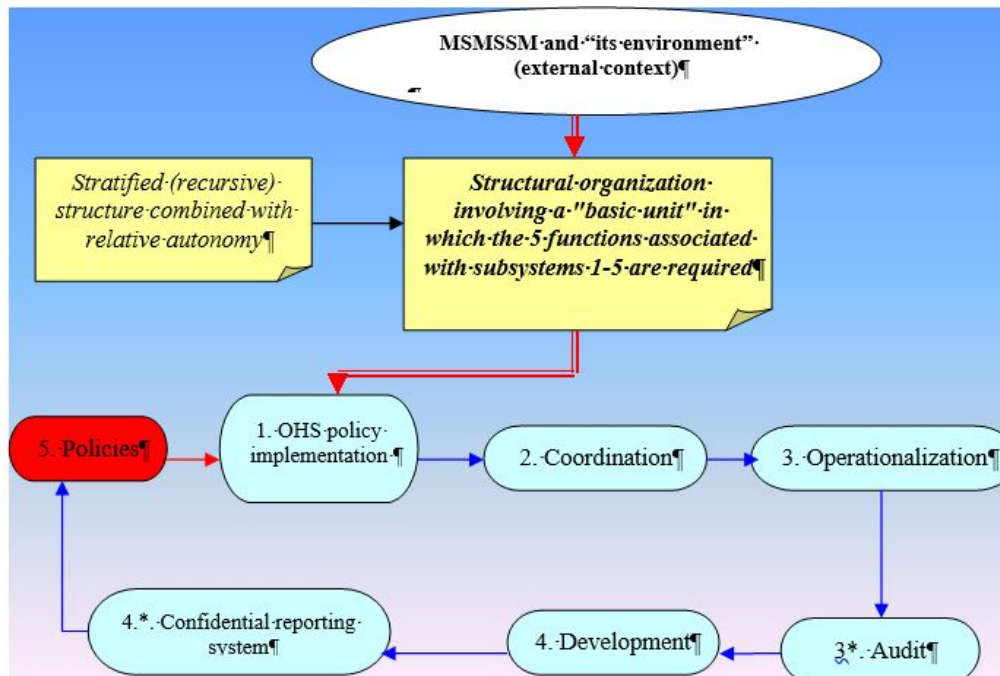 MSMSSM·and·“its·environment”·
(external·context)¶
¶
Stratified·(recursive)·
structure·combined·with·
relative·autonomy¶
Structural·organization·
involving·a·"basic·unit"·in·
which·the·5·functions·associated·
with·subsystems·1-5·are·required¶
5.·Policies¶
1.·OHS·policy·
implementation·¶
2.·Coordination¶
3.·Operationalization¶
4.*.·Confidential·reporting·
system¶
4.·Development¶
3*.·Audit¶